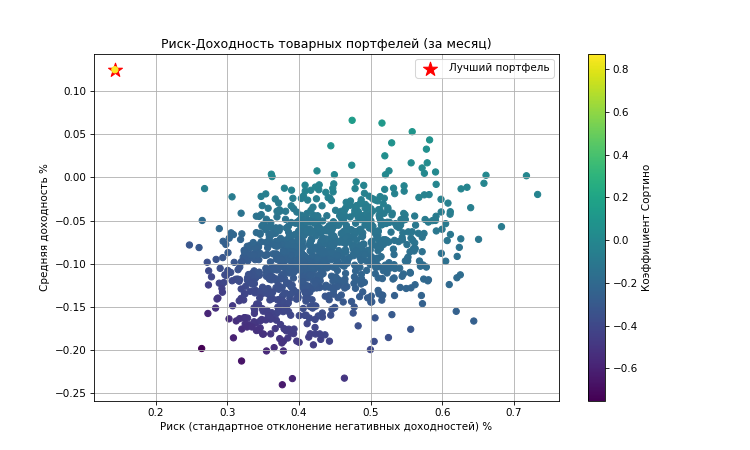 Риск-Доходность товарных портфелей (за месяц)
Лучший портфель
Средняя доходность %
0.10
0.05
0.00
−0.05
−0.10
−0.15
−0.20
−0.25
0.2 0.3 0.4 0.5 0.6 0.7
Риск (стандартное отклонение негативных доходностей) %
0.8
0.6
0.4
0.2
0.0
−0.2
−0.4
−0.6
Коэффициент Сортино